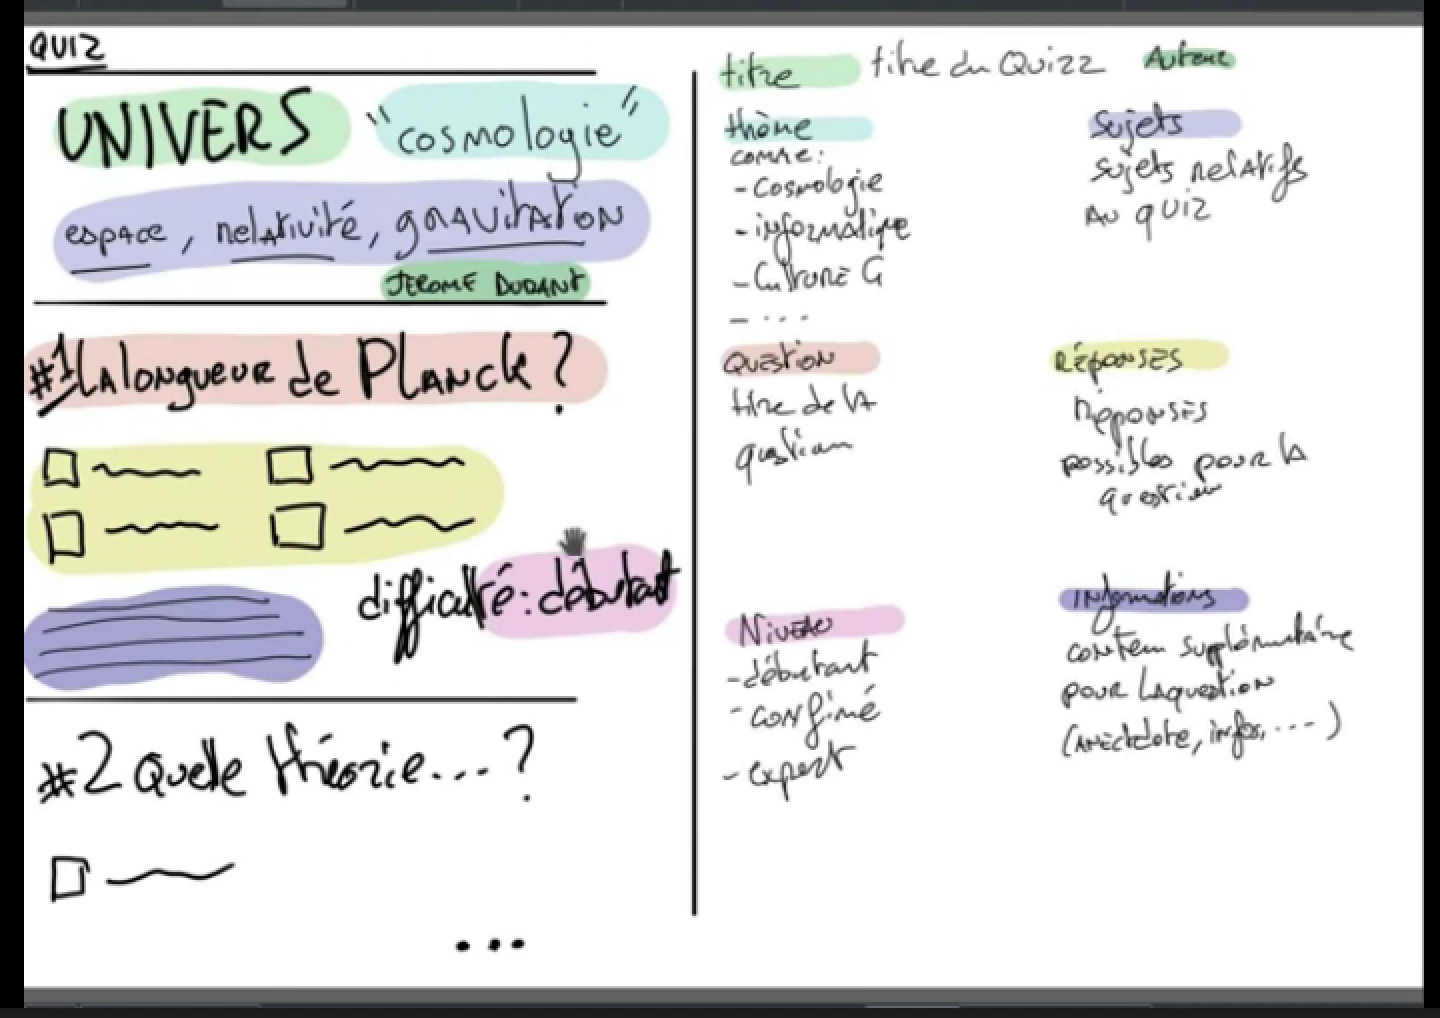 QUIZ
UNIVERS "cosmologie"
espace, relativité, gravitation
JEROME DURANT
#1 La longueur de Planck ?
difficulté : débutant
#2 Quelle théorie...?
...
titre titre du Quizz Auteur
thème
comme :
- Cosmologie
- informatique
- Culture G
- ...
Sujets
sujets relatifs
au quiz
Question
titre de la
question
Réponses
Réponses
possibles pour la
question
Niveau
- débutant
- confirmé
- expert
Informations
contenu supplémentaire
pour la question
(anecdote, infos, ....)